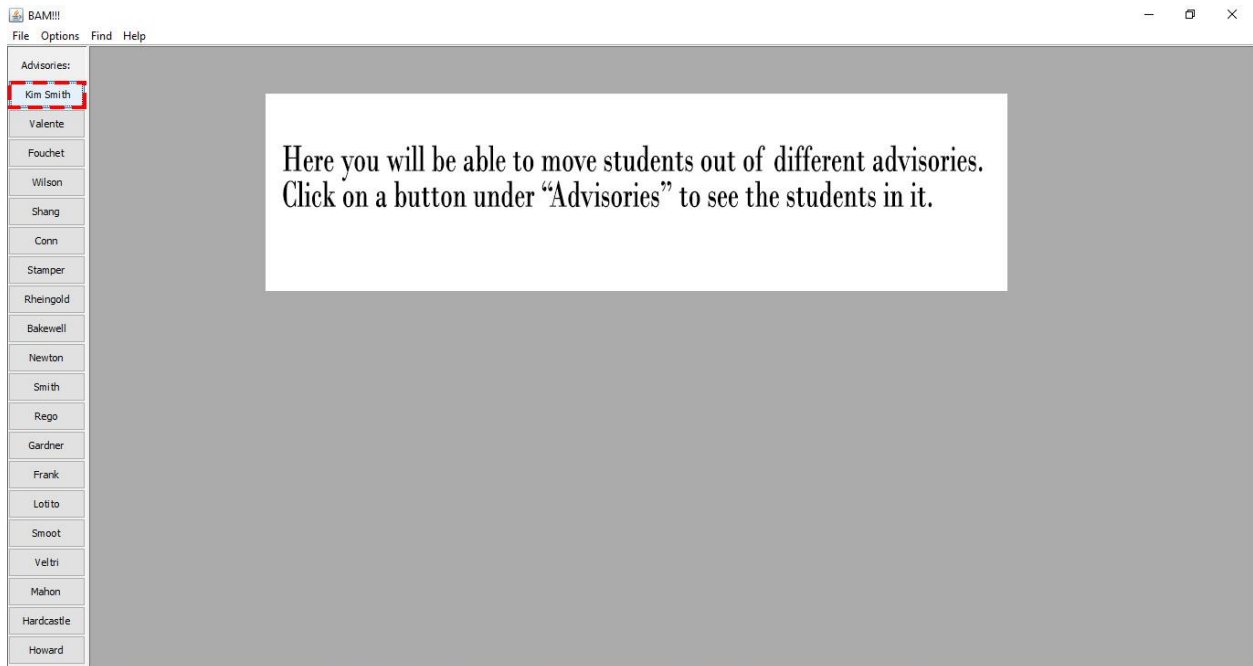 BAM!!!
File Options Find Help
Advisories:
Kim Smith
Valente
Fouchet
Wilson
Shang
Conn
Stamper
Rheingold
Bakewell
Newton
Smith
Rego
Gardner
Frank
Lotito
Smoot
Veltri
Mahon
Hardcastle
Howard
Here you will be able to move students out of different advisories.
Click on a button under “Advisories” to see the students in it.